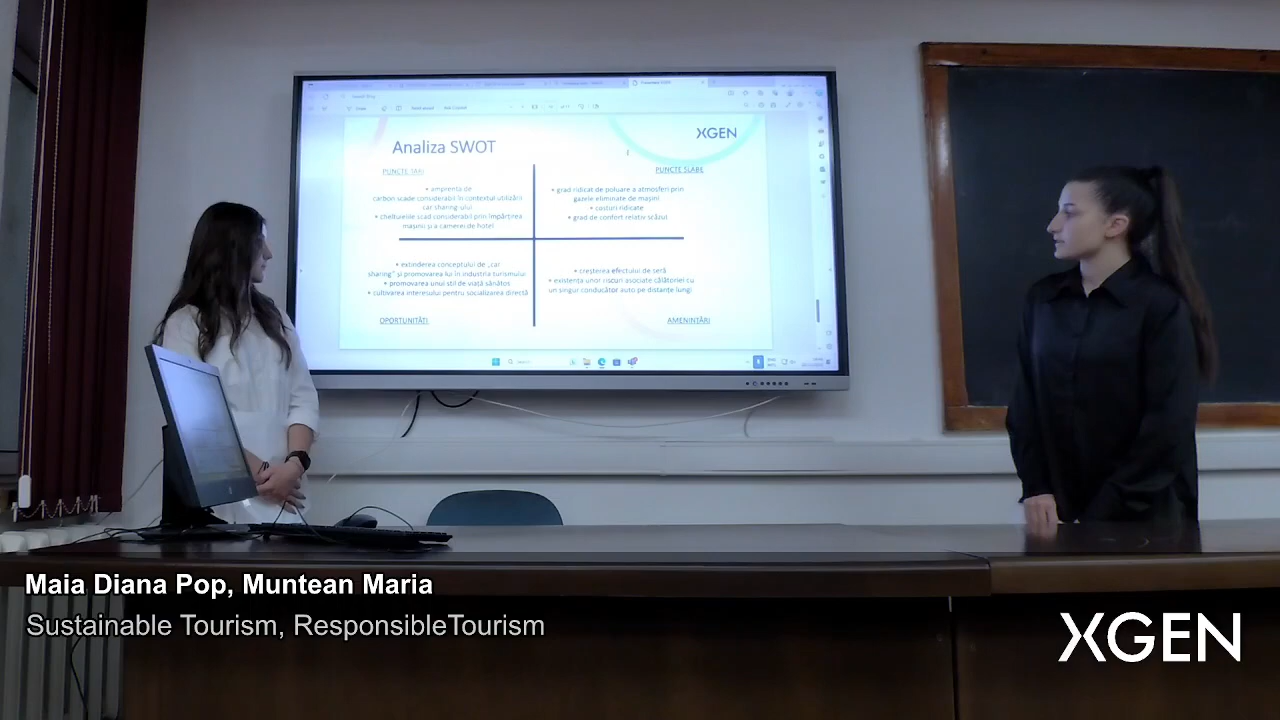 XGEN
Analiza SWOT
PUNCTE TARI
PUNCTE SLABE
• amprenta de
carbon scade considerabil în contextul utilizării
car sharing-ului
• cheltuielile scad considerabil prin împărțirea
mașinii și a camerei de hotel
• grad ridicat de poluare a atmosferi prin
gazele eliminate de mașini
• costuri ridicate
• grad de confort relativ scăzut
• extinderea conceptului de „car
sharing” și promovarea lui în industria turismului
• promovarea unui stil de viață sănătos
• cultivarea interesului pentru socializarea directă
• creșterea efectului de seră
• existența unor riscuri asociate călătoriei cu
un singur conducător auto pe distanțe lungi
OPORTUNITĂȚI
AMENINȚĂRI
Maia Diana Pop, Muntean Maria
Sustainable Tourism, ResponsibleTourism
XGEN